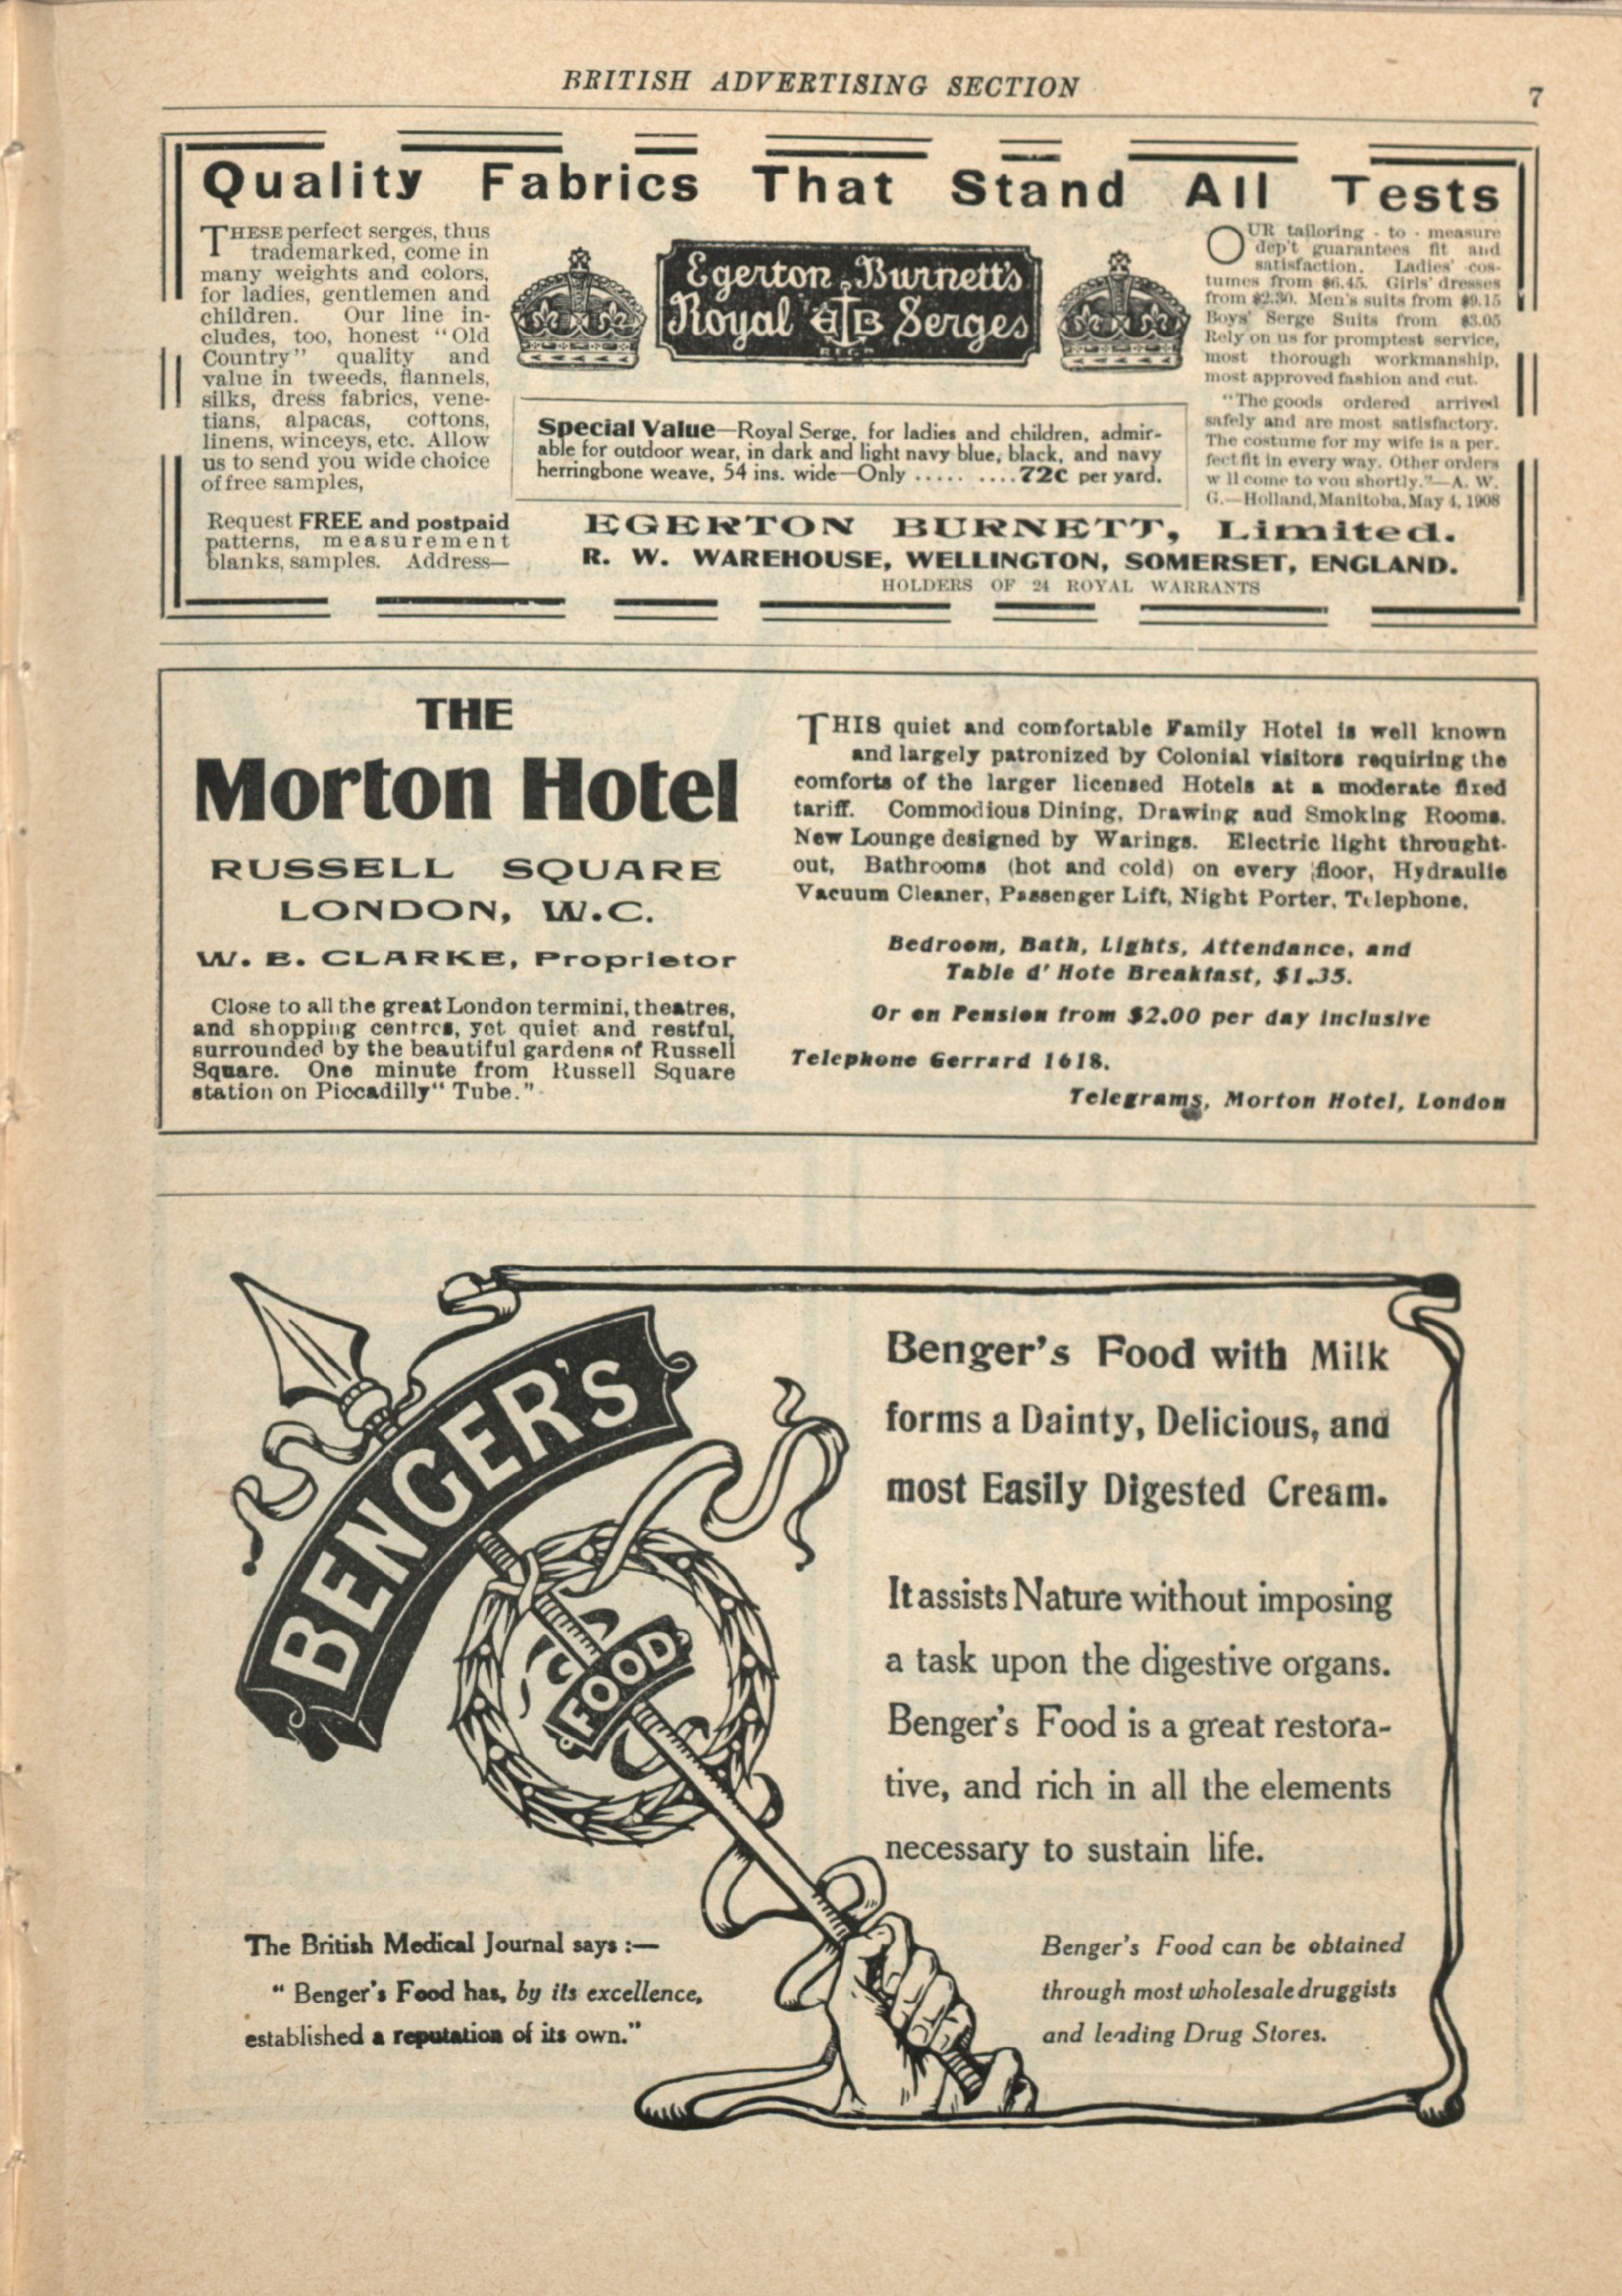 BRITISH ADVERTISING SECTION
7
Quality Fabrics That Stand All Tests
THESE perfect serges, thus
trademarked, come in
many weights and colors,
for ladies, gentlemen and
children. Our line in-
cludes, too, honest "Old
Country" quality and
value in tweeds, flannels,
silks, dress fabrics, vene-
tians, alpacas, cottons,
linens, winceys, etc. Allow
us to send you wide choice
of free samples,
Request FREE and postpaid
patterns, measurement
blanks, samples. Address—
Egerton Burnett's
Royal EB Serges
Special Value—Royal Serge, for ladies and children, admir-
able for outdoor wear, in dark and light navy blue, black, and navy
herringbone weave, 54 ins. wide—Only ..... ....72c per yard.
OUR tailoring - to - measure
dep't guarantees fit and
satisfaction. Ladies' cos-
tumes from $6.45. Girls' dresses
from $2.30. Men's suits from $9.15
Boys' Serge Suits from $3.05
Rely on us for promptest service,
most thorough workmanship,
most approved fashion and cut.
"The goods ordered arrived
safely and are most satisfactory.
The costume for my wife is a per.
fect fit in every way. Other orders
w ll come to you shortly."—A. W.
G.—Holland, Manitoba, May 4, 1908
EGERTON BURNETT, Limited.
R. W. WAREHOUSE, WELLINGTON, SOMERSET, ENGLAND.
HOLDERS OF 24 ROYAL WARRANTS
THE
Morton Hotel
RUSSELL SQUARE
LONDON, W.C.
W. B. CLARKE, Proprietor
Close to all the great London termini, theatres,
and shopping centres, yet quiet and restful,
surrounded by the beautiful gardens of Russell
Square. One minute from Russell Square
station on Piccadilly" Tube."
THIS quiet and comfortable Family Hotel is well known
and largely patronized by Colonial visitors requiring the
comforts of the larger licensed Hotels at a moderate fixed
tariff. Commodious Dining, Drawing and Smoking Rooms.
New Lounge designed by Warings. Electric light throught-
out, Bathrooms (hot and cold) on every floor, Hydraulic
Vacuum Cleaner, Passenger Lift, Night Porter, Telephone.
Bedroom, Bath, Lights, Attendance, and
Table d' Hote Breakfast, $1.35.
Or en Pension from $2.00 per day inclusive
Telephone Gerrard 1618.
Telegrams, Morton Hotel, London
BENGER'S
FOOD
Benger's Food with Milk
forms a Dainty, Delicious, and
most Easily Digested Cream.
It assists Nature without imposing
a task upon the digestive organs.
Benger's Food is a great restora-
tive, and rich in all the elements
necessary to sustain life.
The British Medical Journal says :—
" Benger's Food has, by its excellence,
established a reputation of its own."
Benger's Food can be obtained
through most wholesale druggists
and leading Drug Stores.